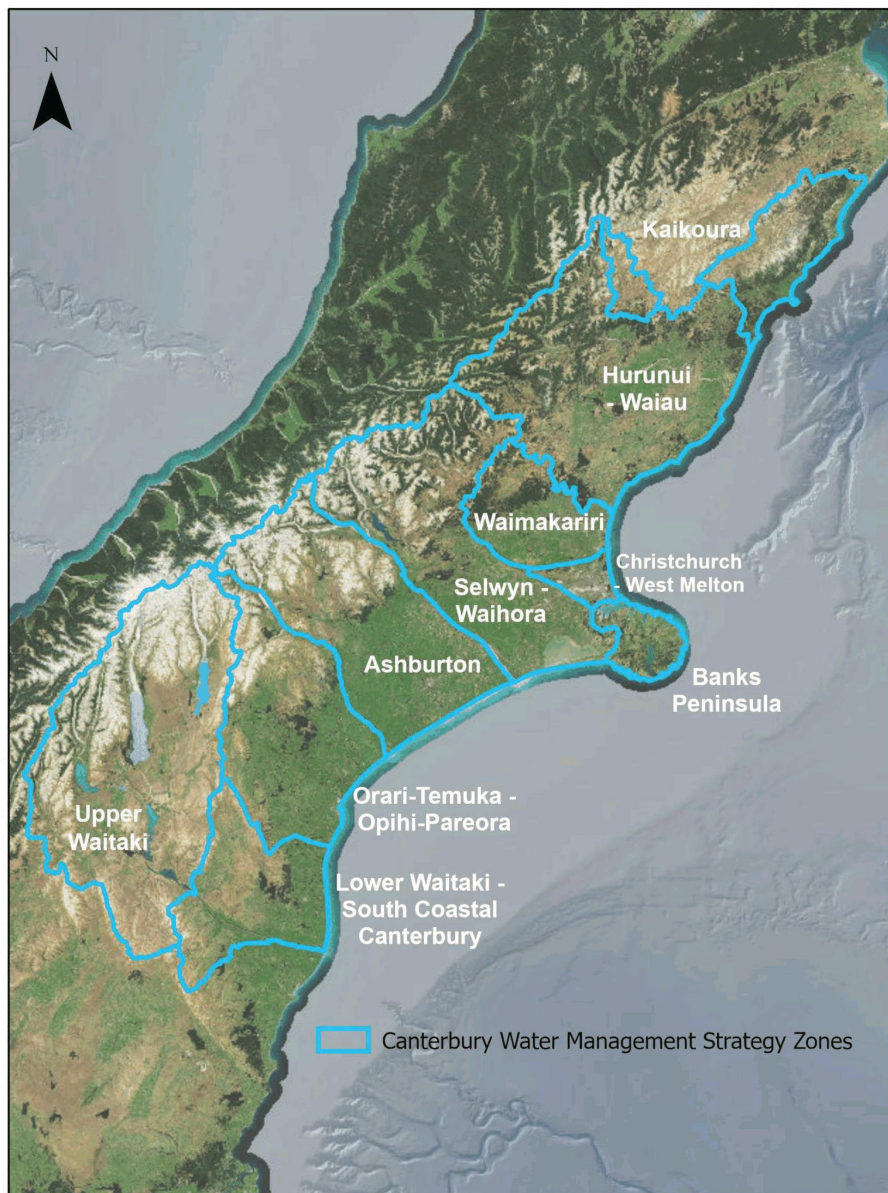 N
Kaikoura
Hurunui
- Waiau
Waimakariri
Christchurch
- West Melton
Selwyn -
Waihora
Ashburton
Banks
Peninsula
Orari-Temuka -
Opihi-Pareora
Upper
Waitaki
Lower Waitaki -
South Coastal
Canterbury
Canterbury Water Management Strategy Zones